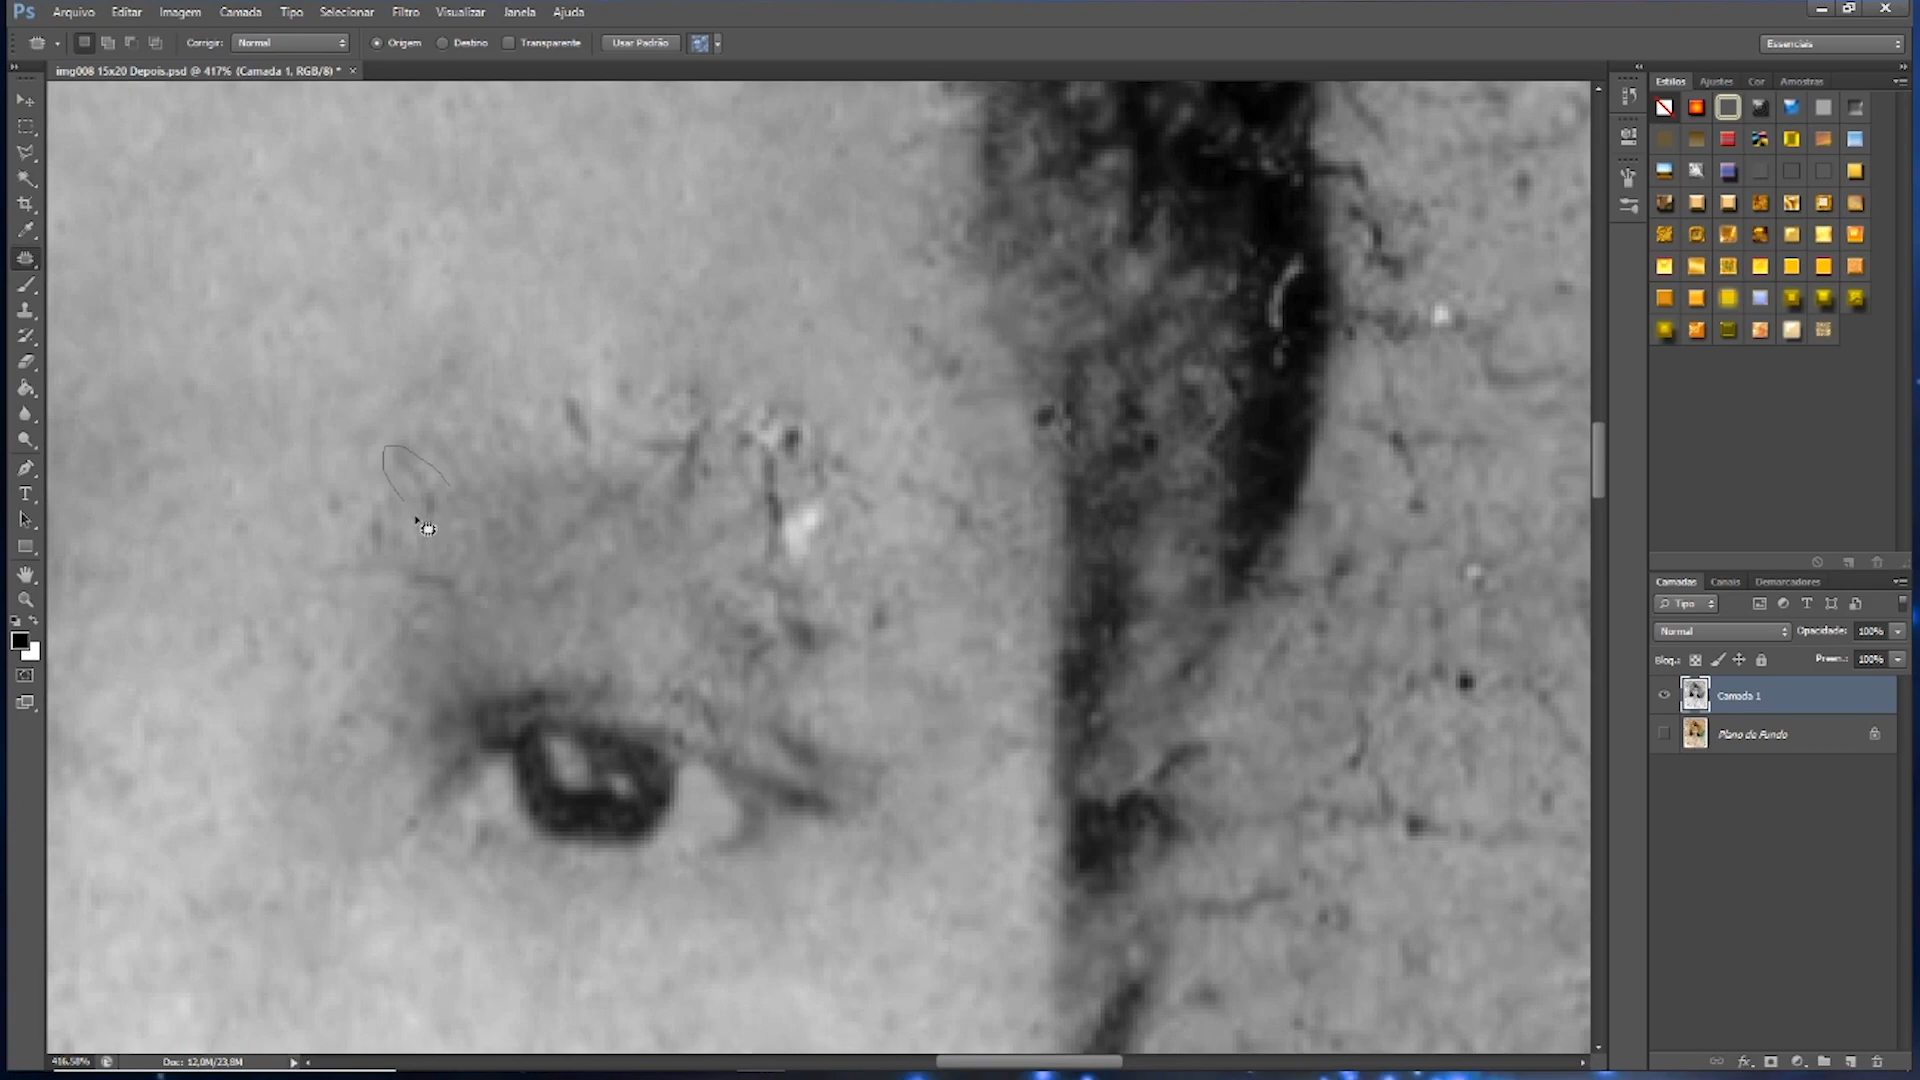 Ps Arquivo Editar Imagem Camada Tipo Selecionar Filtro Exibir Visualizar Janela Ajuda
Corrigir: Normal Origem Destino Transparente Usar Padrão Essenciais
img008 15x20 Depois.psd @ 417% (Camada 1, RGB/8) * ×
Estilos Ajustes Cor Amostras
Camadas Canais Demarcadores
Tipo
Normal Opacidade: 100%
Bloq.: Preen.: 100%
Camada 1
Plano de Fundo
416.58% Doc: 12,0M/23,8M